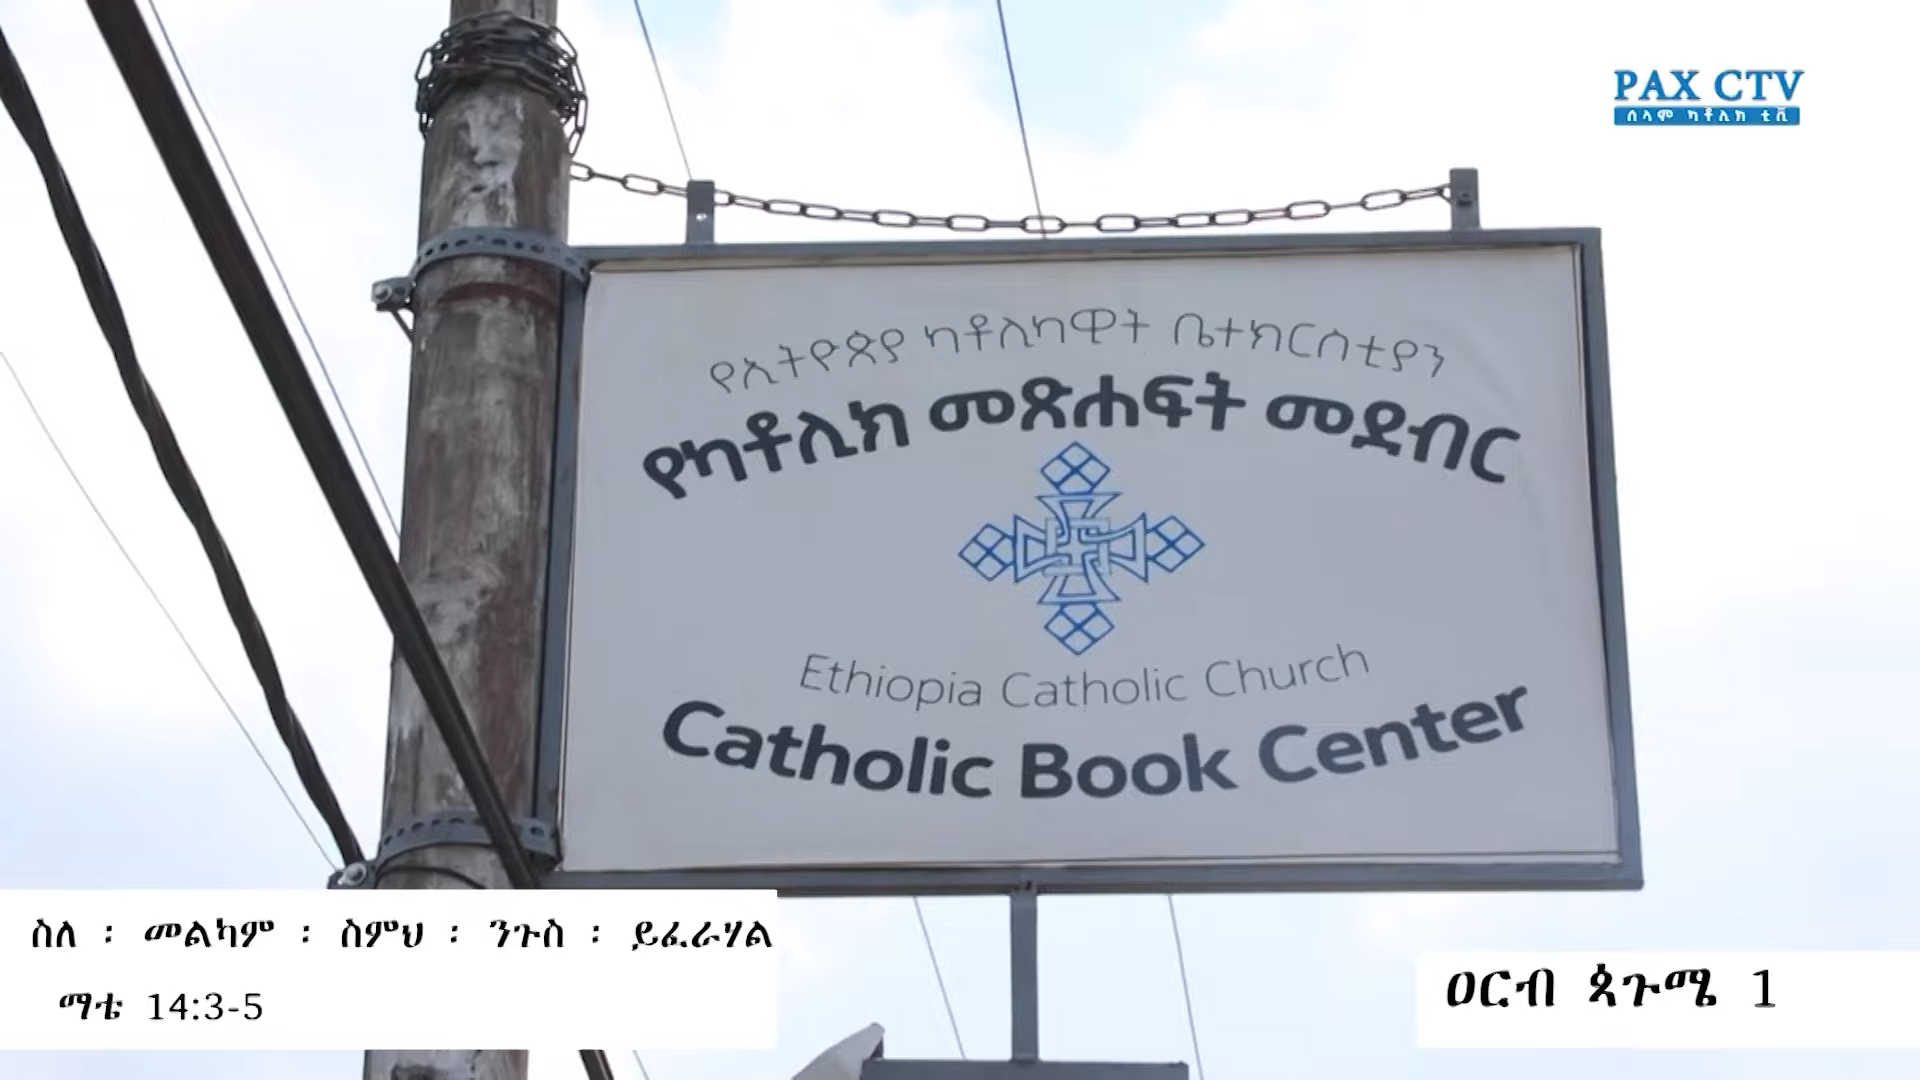 PAX CTV
ሰላም ካቶሊክ ቲቪ
የኢትዮጵያ ካቶሊካዊት ቤተክርስቲያን
የካቶሊክ መጽሐፍት መደብር
Ethiopia Catholic Church
Catholic Book Center
ስለ ፡ መልካም ፡ ስምህ ፡ ንጉስ ፡ ይፈራሃል
ማቴ 14:3-5
ዐርብ ጳጉሜ 1